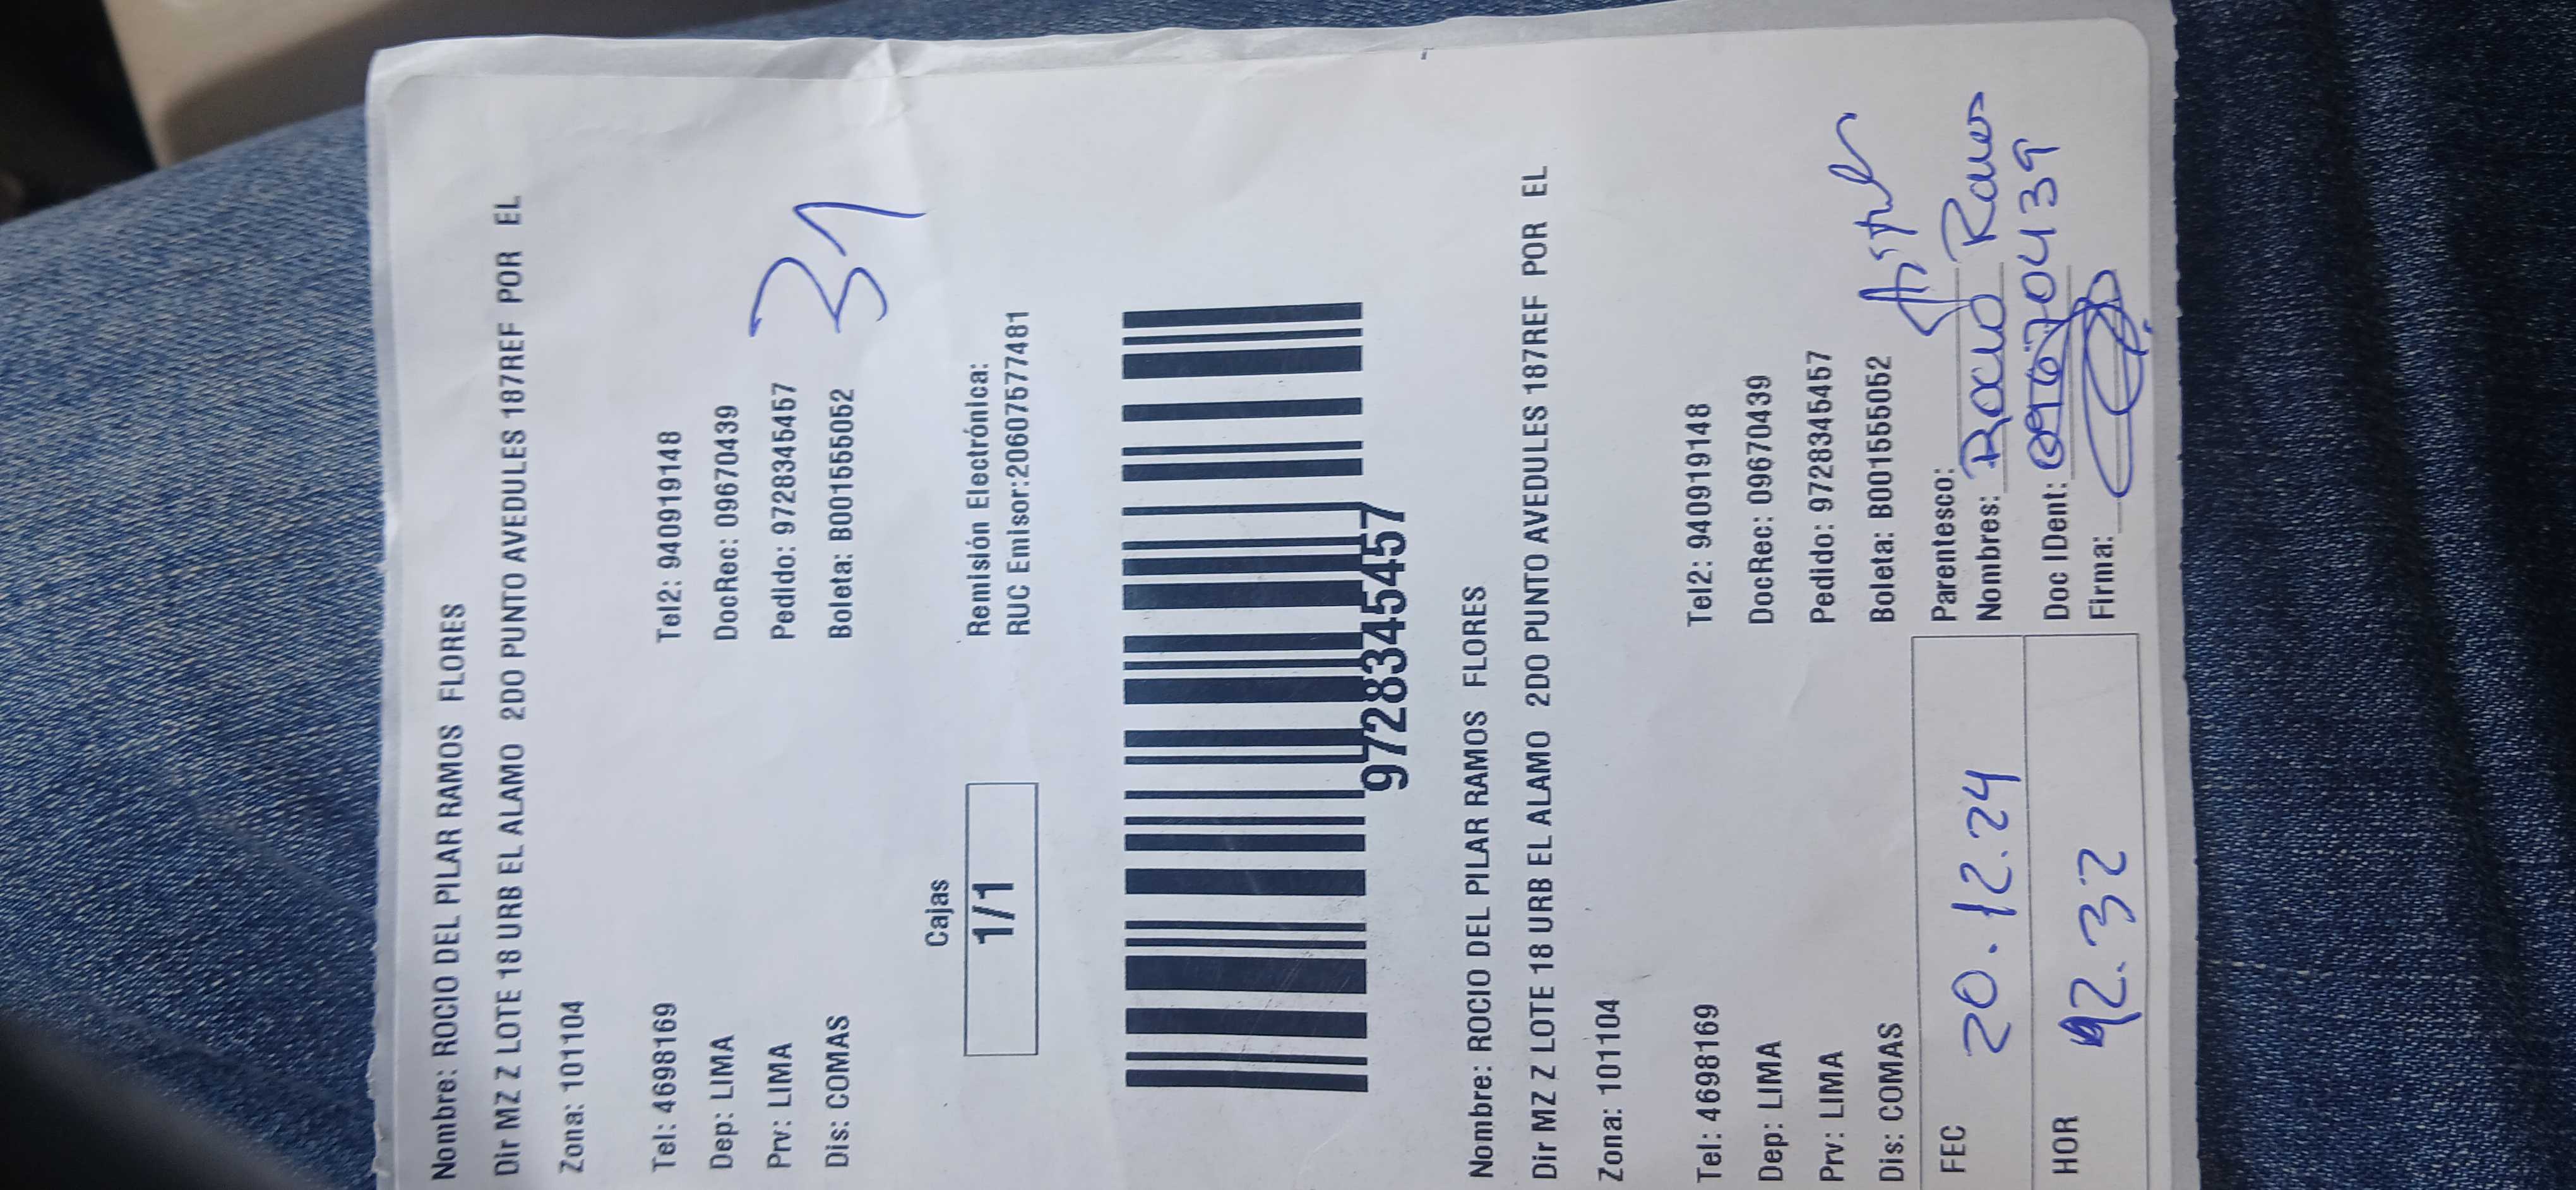 Nombre: ROCIO DEL PILAR RAMOS FLORES
Dir MZ Z LOTE 18 URB EL ALAMO 2DO PUNTO AVEDULES 187REF POR EL
Zona: 101104
Tel: 4698169 Tel2: 940919148
Dep: LIMA DocRec: 09670439
Prv: LIMA Pedido: 9728345457
Dis: COMAS Boleta: B001555052
31
Cajas
1/1
Remisión Electrónica:
RUC Emisor:20607577481
9728345457
Nombre: ROCIO DEL PILAR RAMOS FLORES
Dir MZ Z LOTE 18 URB EL ALAMO 2DO PUNTO AVEDULES 187REF POR EL
Zona: 101104
Tel: 4698169 Tel2: 940919148
Dep: LIMA DocRec: 09670439
Prv: LIMA Pedido: 9728345457
Dis: COMAS Boleta: B001555052
FEC 20.12.24
HOR 12.32
Parentesco:
Nombres: Rocio Ramos
Doc IDent: 09670439
Firma: